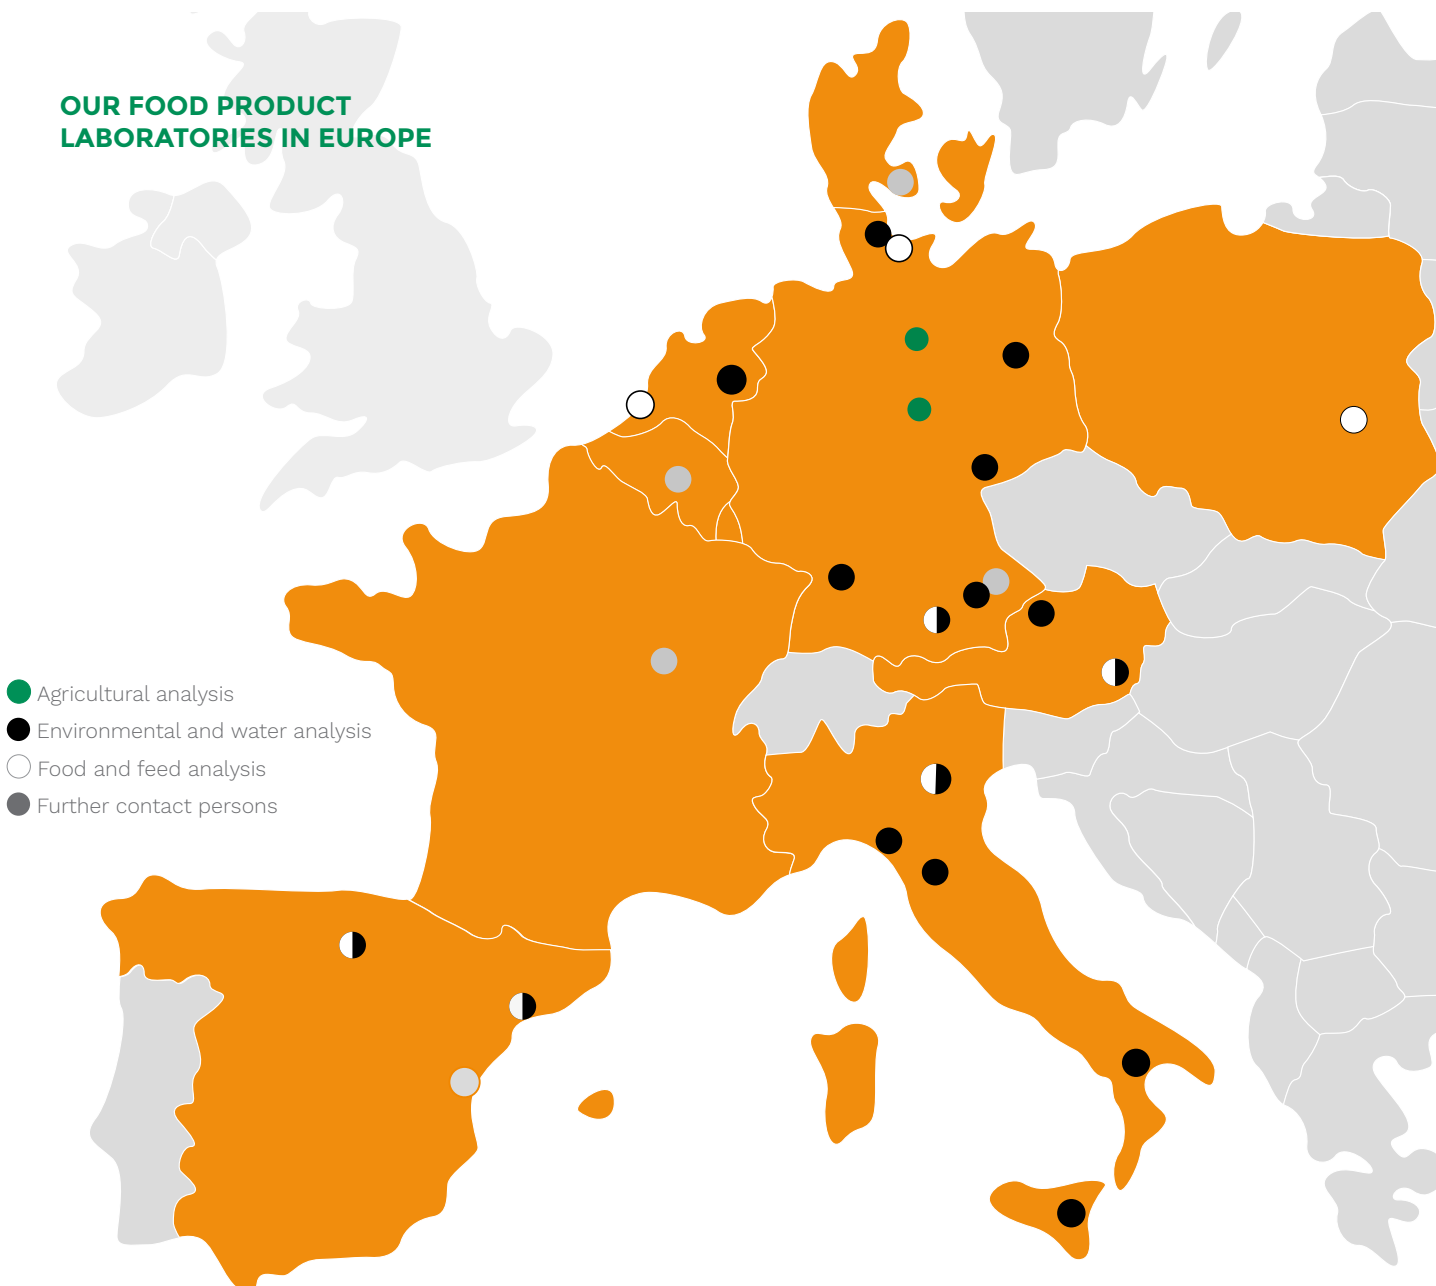 OUR FOOD PRODUCT
LABORATORIES IN EUROPE
Agricultural analysis
Environmental and water analysis
Food and feed analysis
Further contact persons